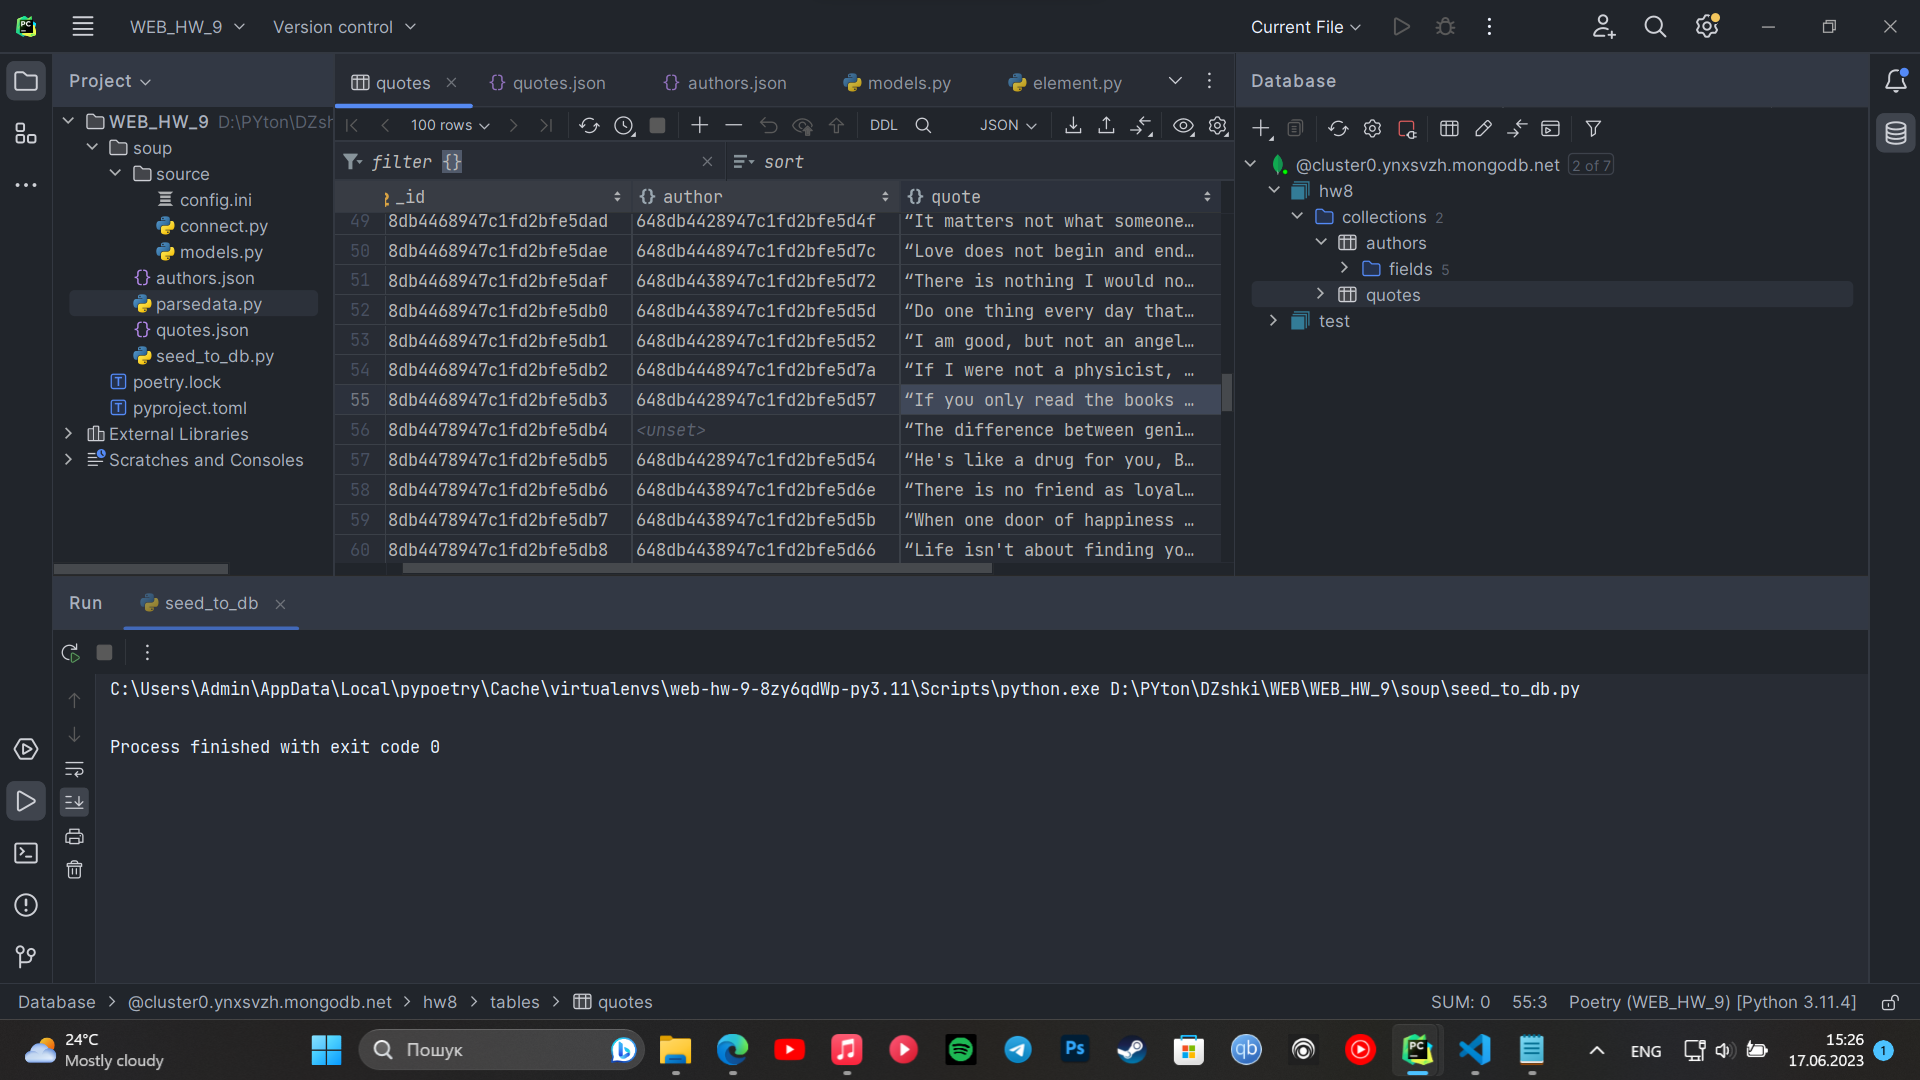 WEB_HW_9
Version control
Current File
Project
quotes
quotes.json
authors.json
models.py
element.py
Database
WEB_HW_9 D:\PYton\DZsh
soup
source
config.ini
connect.py
models.py
authors.json
parsedata.py
quotes.json
seed_to_db.py
poetry.lock
pyproject.toml
External Libraries
Scratches and Consoles
100 rows
DDL
JSON
filter {}
sort
_id
{} author
{} quote
49 8db4468947c1fd2bfe5dad 648db4428947c1fd2bfe5d4f “It matters not what someone…
50 8db4468947c1fd2bfe5dae 648db4448947c1fd2bfe5d7c “Love does not begin and end…
51 8db4468947c1fd2bfe5daf 648db4438947c1fd2bfe5d72 “There is nothing I would no…
52 8db4468947c1fd2bfe5db0 648db4438947c1fd2bfe5d5d “Do one thing every day that…
53 8db4468947c1fd2bfe5db1 648db4428947c1fd2bfe5d52 “I am good, but not an angel…
54 8db4468947c1fd2bfe5db2 648db4448947c1fd2bfe5d7a “If I were not a physicist, …
55 8db4468947c1fd2bfe5db3 648db4428947c1fd2bfe5d57 “If you only read the books …
56 8db4478947c1fd2bfe5db4 <unset> “The difference between geni…
57 8db4478947c1fd2bfe5db5 648db4428947c1fd2bfe5d54 “He's like a drug for you, B…
58 8db4478947c1fd2bfe5db6 648db4438947c1fd2bfe5d6e “There is no friend as loyal…
59 8db4478947c1fd2bfe5db7 648db4438947c1fd2bfe5d5b “When one door of happiness …
60 8db4478947c1fd2bfe5db8 648db4438947c1fd2bfe5d66 “Life isn't about finding yo…
@cluster0.ynxsvzh.mongodb.net 2 of 7
hw8
collections 2
authors
fields 5
quotes
test
Run
seed_to_db
C:\Users\Admin\AppData\Local\pypoetry\Cache\virtualenvs\web-hw-9-8zy6qdWp-py3.11\Scripts\python.exe D:\PYton\DZshki\WEB\WEB_HW_9\soup\seed_to_db.py
Process finished with exit code 0
Database > @cluster0.ynxsvzh.mongodb.net > hw8 > tables > quotes
SUM: 0
55:3
Poetry (WEB_HW_9) [Python 3.11.4]
24°C
Mostly cloudy
Пошук
Ps
qb
PC
ENG
15:26
17.06.2023
1